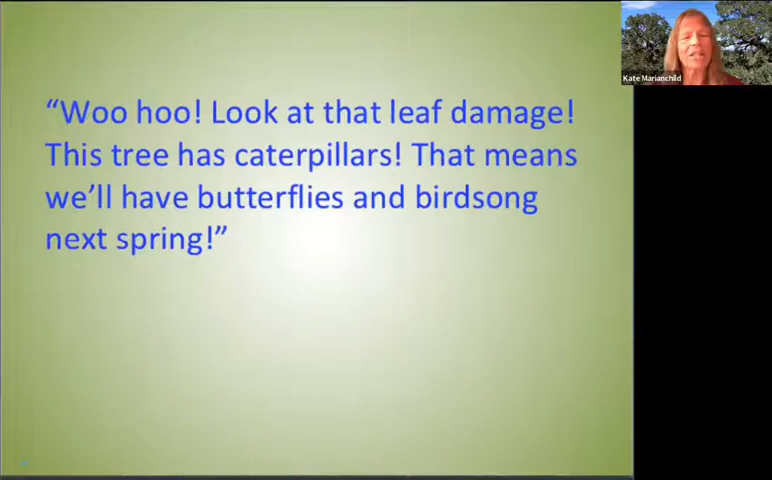 “Woo hoo! Look at that leaf damage!
This tree has caterpillars! That means
we’ll have butterflies and birdsong
next spring!”
Kate Marianchild